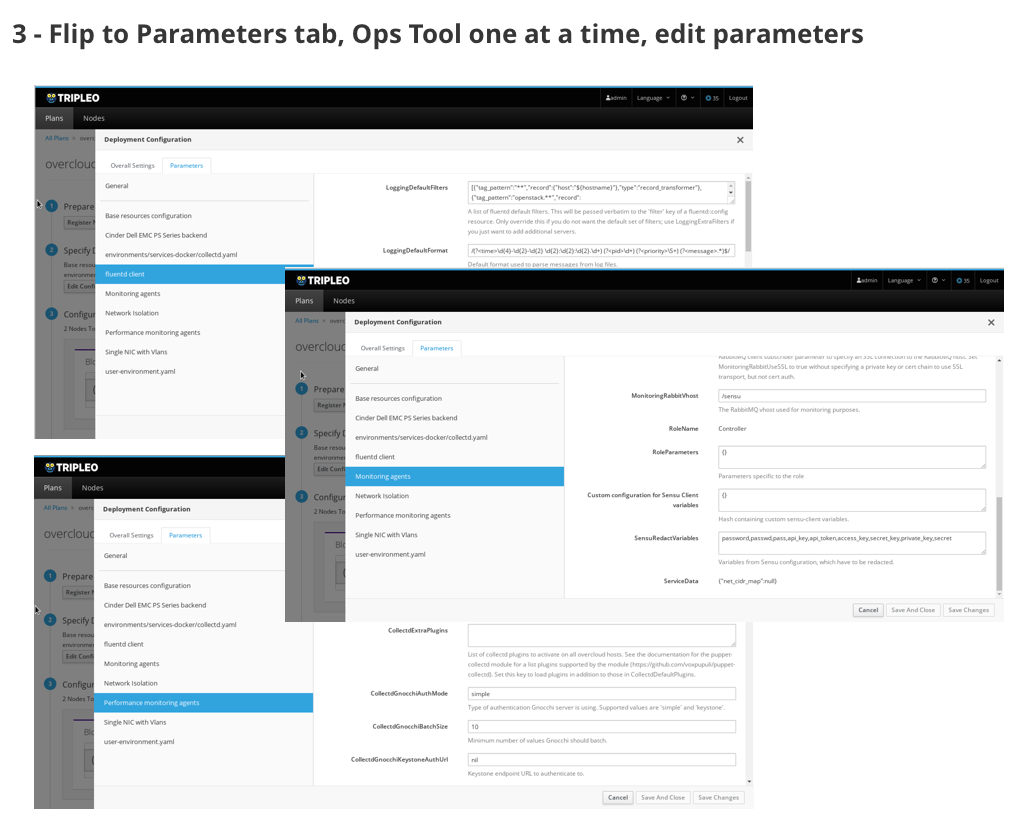 3 - Flip to Parameters tab, Ops Tool one at a time, edit parameters
TRIPLEO
admin Language 35 Logout
Plans Nodes
All Plans > overc
Deployment Configuration
overcloud
Overall Settings Parameters
General
Base resources configuration
Cinder Dell EMC PS Series backend
environments/services-docker/collectd.yaml
fluentd client
Monitoring agents
Network Isolation
Performance monitoring agents
Single NIC with Vlans
user-environment.yaml
1 Prepare
Register N
2 Specify D
Base resou
environme
Edit Conf
3 Configur
2 Nodes To
Blo
LoggingDefaultFilters
[{"tag_pattern":"**","record":{"host":"${hostname}"},"type":"record_transformer"},
{"tag_pattern":"openstack.**","record":
A list of fluentd default filters. This will be passed verbatim to the 'filter' key of a fluentd::config
resource. Only override this if you do not want the default set of filters; use LoggingExtraFilters if
you just want to add additional servers.
LoggingDefaultFormat
/(?<time>\d{4}-\d{2}-\d{2} \d{2}:\d{2}:\d{2}.\d+) (?<pid>\d+) (?<priority>\S+) (?<message>.*)$/
Default format used to parse messages from log files.
TRIPLEO
admin Language 35 Logout
Plans Nodes
All Plans > overc
Deployment Configuration
overcloud
Overall Settings Parameters
General
Base resources configuration
Cinder Dell EMC PS Series backend
environments/services-docker/collectd.yaml
fluentd client
Monitoring agents
Network Isolation
Performance monitoring agents
Single NIC with Vlans
user-environment.yaml
1 Prepare
Register N
2 Specify D
Base resou
environme
Edit Conf
3 Configur
2 Nodes To
Blo
RabbitMQ client subscriber parameter to specify an SSL connection to the RabbitMQ host. Set
MonitoringRabbitUseSSL to true without specifying a private key or cert chain to use SSL
transport, but not cert auth.
MonitoringRabbitVhost
/sensu
The RabbitMQ vhost used for monitoring purposes.
RoleName Controller
RoleParameters
{}
Parameters specific to the role
Custom configuration for Sensu Client
variables
{}
Hash containing custom sensu-client variables.
SensuRedactVariables
password,passwd,pass,api_key,api_token,access_key,secret_key,private_key,secret
Variables from Sensu configuration, which have to be redacted.
ServiceData {"net_cidr_map":null}
Cancel Save And Close Save Changes
TRIPLEO
Plans Nodes
All Plans > overc
Deployment Configuration
overcloud
Overall Settings Parameters
General
Base resources configuration
Cinder Dell EMC PS Series backend
environments/services-docker/collectd.yaml
fluentd client
Monitoring agents
Network Isolation
Performance monitoring agents
Single NIC with Vlans
user-environment.yaml
1 Prepare
Register N
2 Specify D
Base resou
environme
Edit Conf
3 Configur
2 Nodes To
Blo
CollectdExtraPlugins
List of collectd plugins to activate on all overcloud hosts. See the documentation for the puppet-
collectd module for a list plugins supported by the module (https://github.com/voxpupuli/puppet-
collectd). Set this key to load plugins in addition to those in CollectdDefaultPlugins.
CollectdGnocchiAuthMode
simple
Type of authentication Gnocchi server is using. Supported values are 'simple' and 'keystone'.
CollectdGnocchiBatchSize
10
Minimum number of values Gnocchi should batch.
CollectdGnocchiKeystoneAuthUrl
nil
Keystone endpoint URL to authenticate to.
Cancel Save And Close Save Changes